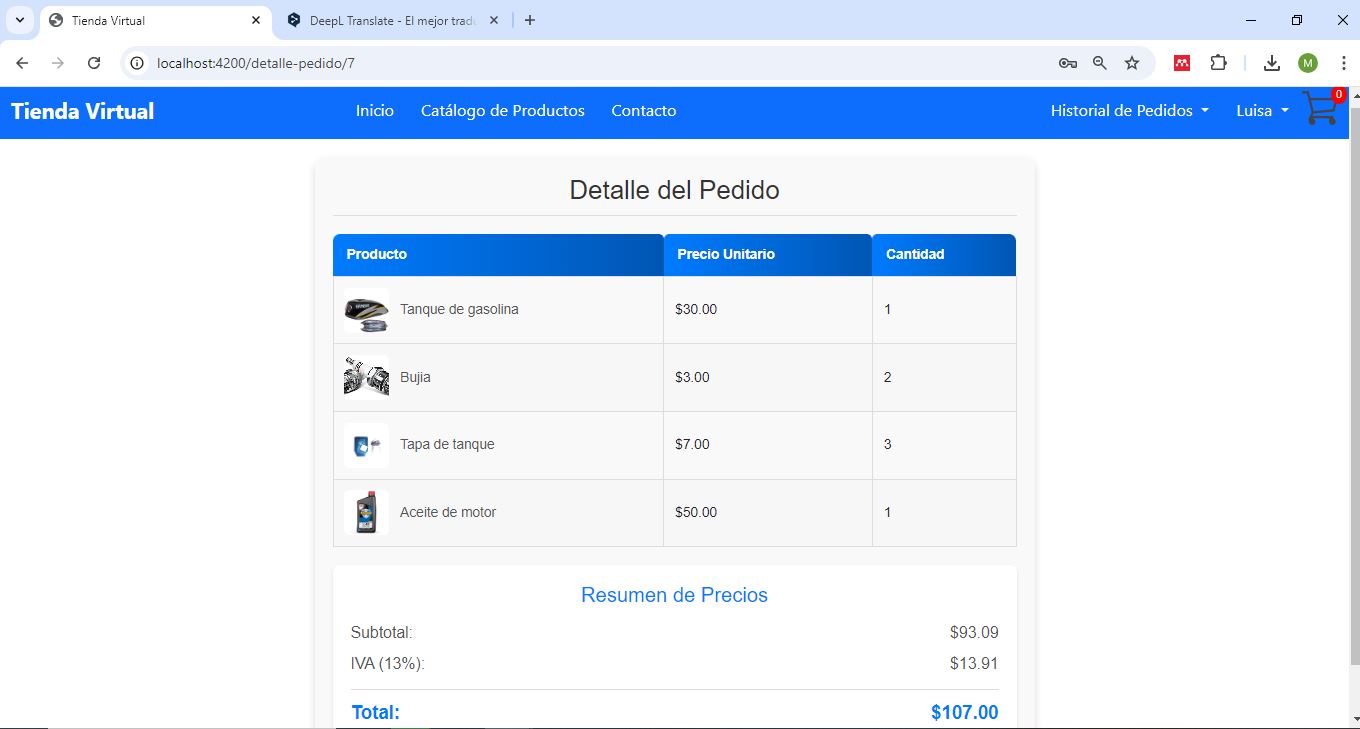 Tienda Virtual
DeepL Translate - El mejor tradu
localhost:4200/detalle-pedido/7
M
Tienda Virtual Inicio Catálogo de Productos Contacto Historial de Pedidos Luisa 0
Detalle del Pedido
Producto Precio Unitario Cantidad
Tanque de gasolina $30.00 1
Bujia $3.00 2
Tapa de tanque $7.00 3
Aceite de motor $50.00 1
Resumen de Precios
Subtotal: $93.09
IVA (13%): $13.91
Total: $107.00